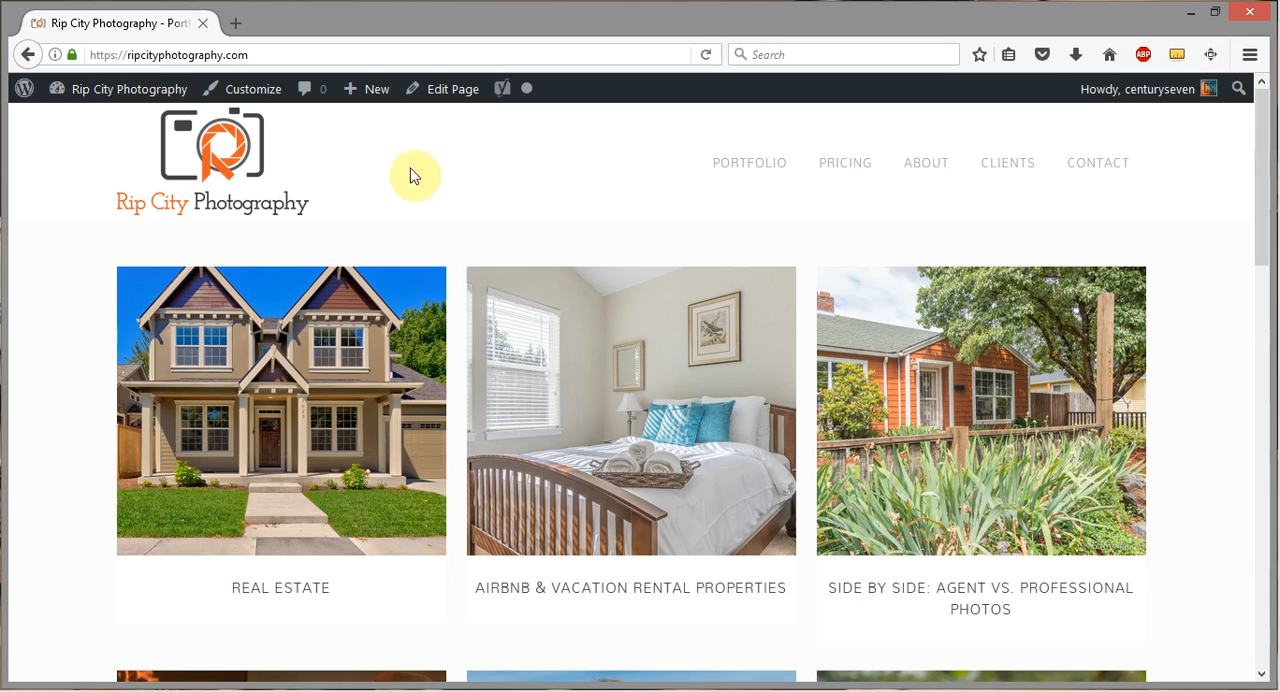 Rip City Photography - Port
https://ripcityphotography.com
Search
ABP
Rip City Photography
Customize
0
New
Edit Page
Howdy, centuryseven
Rip City Photography
PORTFOLIO
PRICING
ABOUT
CLIENTS
CONTACT
REAL ESTATE
AIRBNB & VACATION RENTAL PROPERTIES
SIDE BY SIDE: AGENT VS. PROFESSIONAL
PHOTOS